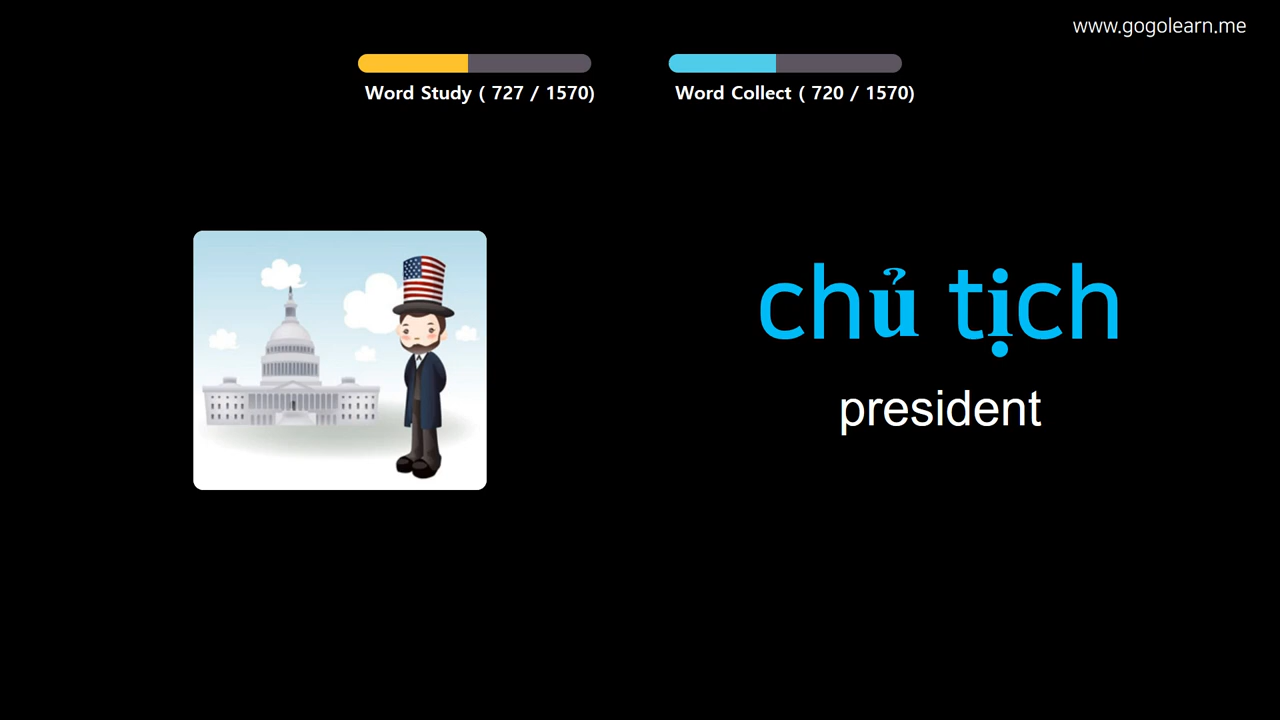 www.gogolearn.me
Word Study ( 727 / 1570)
Word Collect ( 720 / 1570)
chủ tịch
president